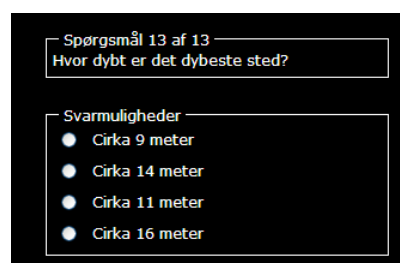 Spørgsmål 13 af 13
Hvor dybt er det dybeste sted?
Svarmuligheder
Cirka 9 meter
Cirka 14 meter
Cirka 11 meter
Cirka 16 meter